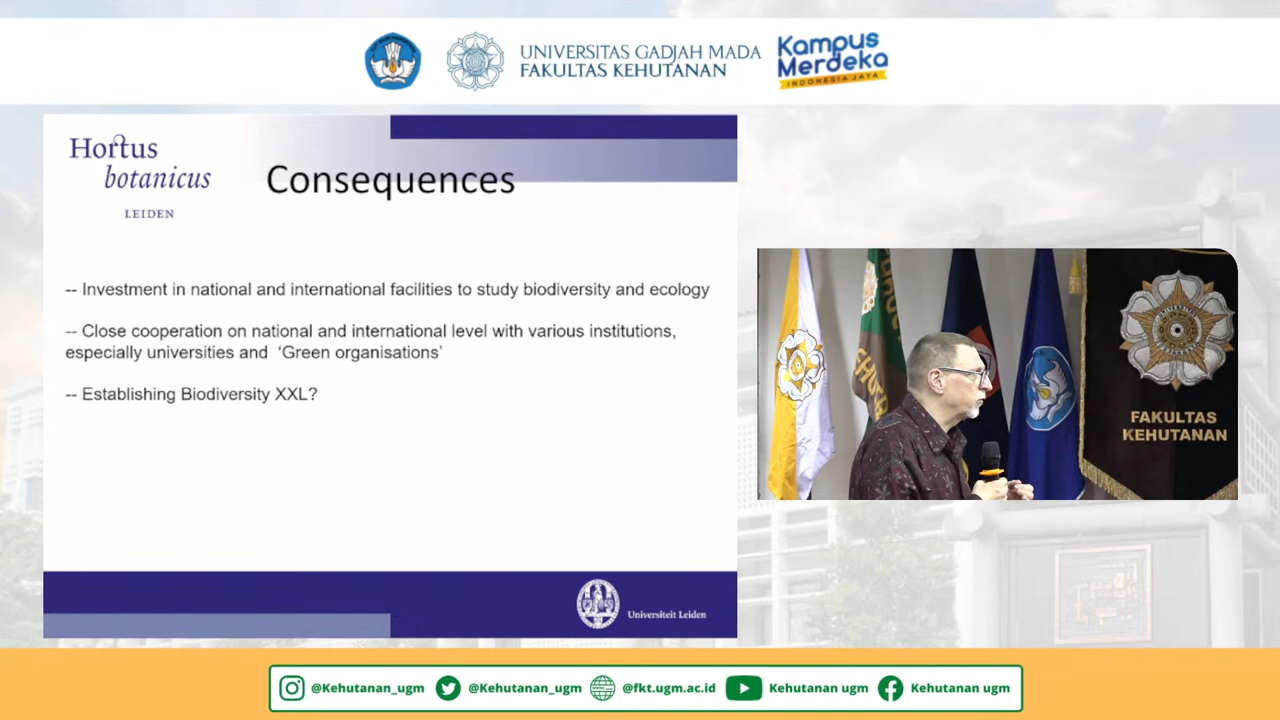 UNIVERSITAS GADJAH MADA
FAKULTAS KEHUTANAN
Kampus
Merdeka
INDONESIA JAYA
Hortus
botanicus
LEIDEN
Consequences
-- Investment in national and international facilities to study biodiversity and ecology
-- Close cooperation on national and international level with various institutions,
especially universities and 'Green organisations'
-- Establishing Biodiversity XXL?
Universiteit Leiden
FAKULTAS
KEHUTANAN
@Kehutanan_ugm
@Kehutanan_ugm
@fkt.ugm.ac.id
Kehutanan ugm
Kehutanan ugm